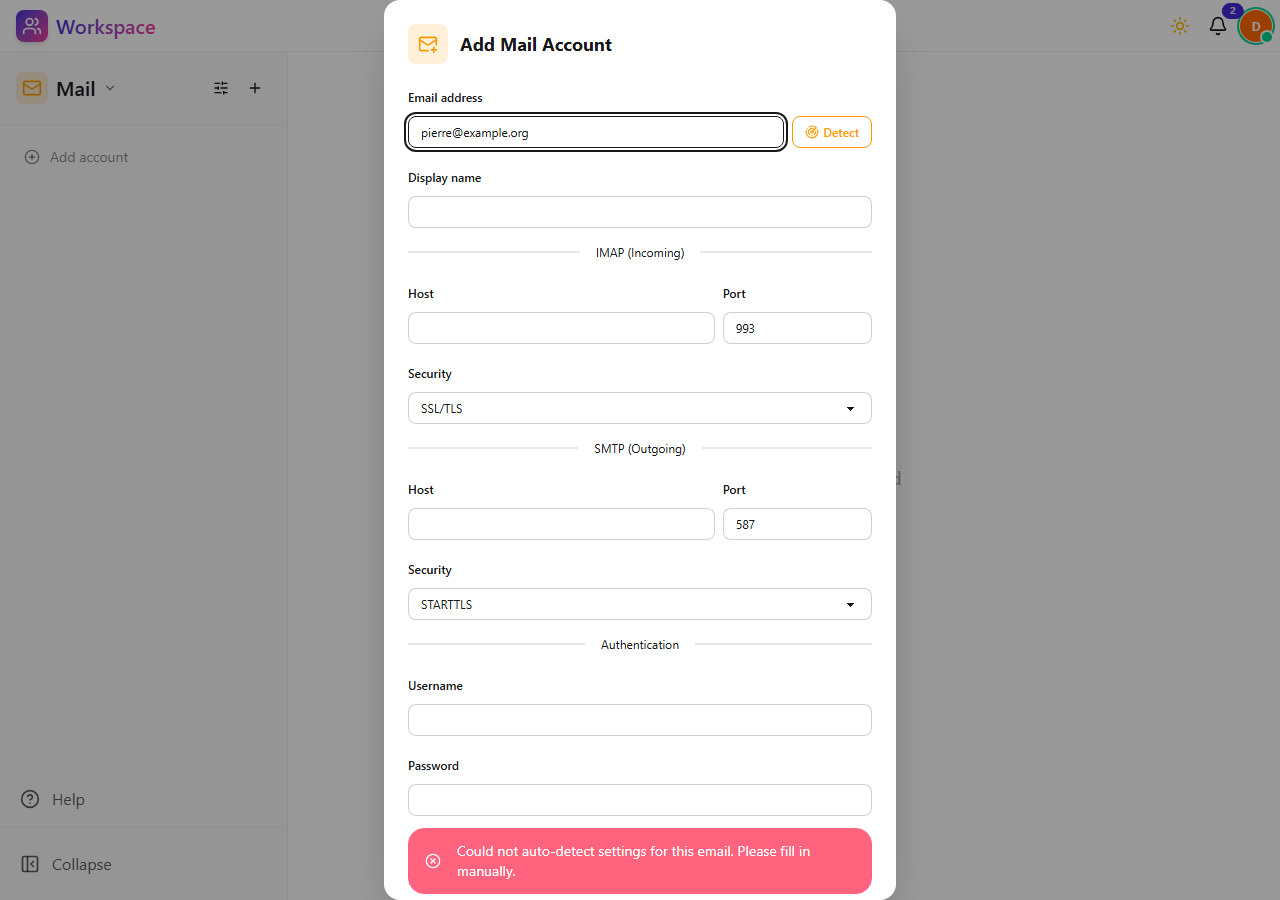 Workspace
2
D
Mail
Add account
Add Mail Account
Email address
pierre@example.org
Detect
Display name
IMAP (Incoming)
Host
Port
993
Security
SSL/TLS
SMTP (Outgoing)
Host
Port
587
Security
STARTTLS
Authentication
Username
Password
Could not auto-detect settings for this email. Please fill in
manually.
Help
Collapse